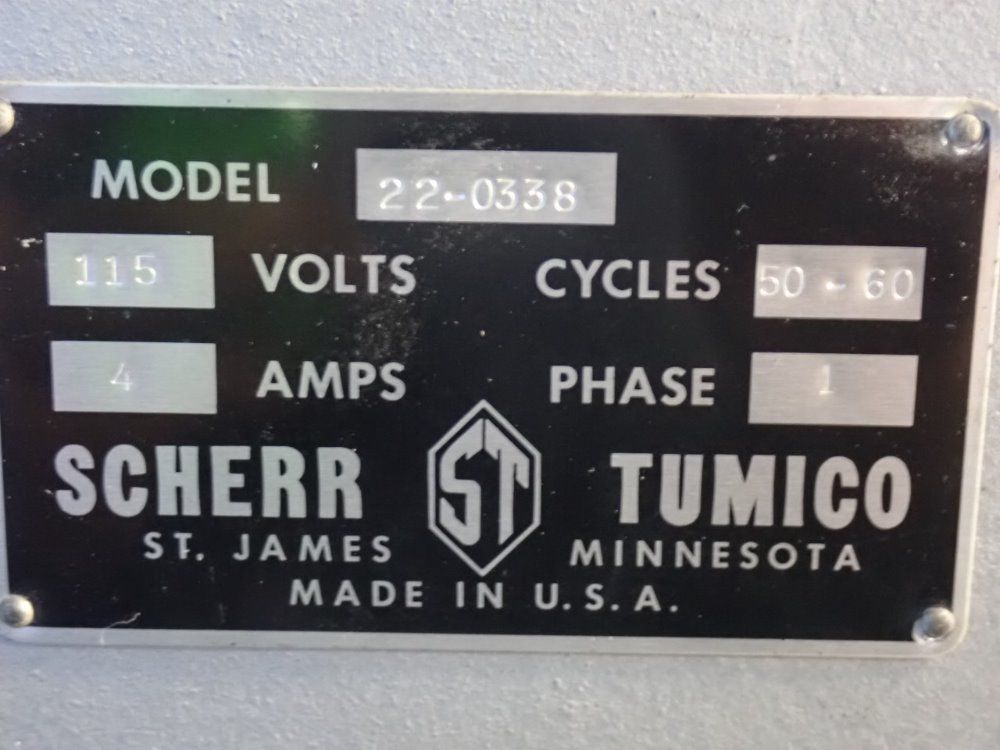 MODEL 22-0338
115 VOLTS CYCLES 50-60
4 AMPS PHASE 1
SCHERR ST TUMICO
ST. JAMES MINNESOTA
MADE IN U.S.A.